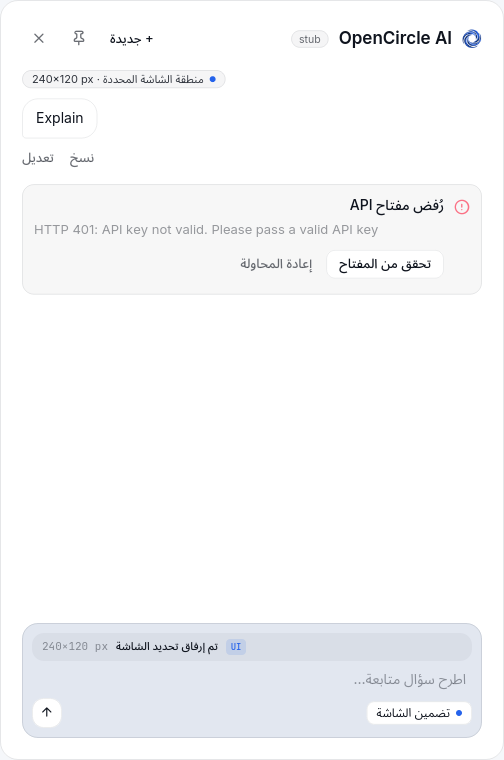 OpenCircle AI
stub
+ جديدة
منطقة الشاشة المحددة · 240×120 px
Explain
نسخ
تعديل
رُفض مفتاح API
HTTP 401: API key not valid. Please pass a valid API key
تحقق من المفتاح
إعادة المحاولة
UI تم إرفاق تحديد الشاشة 240×120 px
اطرح سؤال متابعة...
تضمين الشاشة